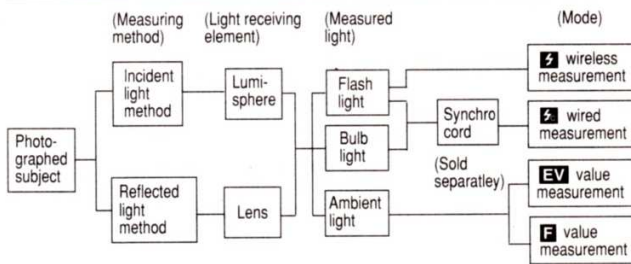 (Measuring method)
(Light receiving element)
(Measured light)
(Mode)
Photo-
graphed
subject
Incident
light
method
Reflected
light
method
Lumi-
sphere
Lens
Flash
light
Bulb
light
Ambient
light
Synchro
cord
(Sold
separatley)
wireless
measurement
wired
measurement
EV value
measurement
F value
measurement